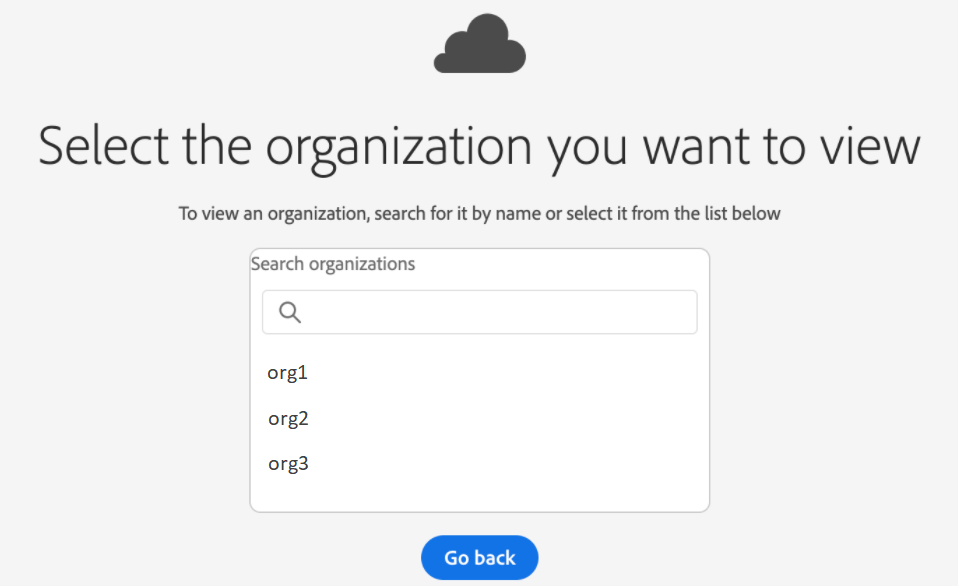 Select the organization you want to view
To view an organization, search for it by name or select it from the list below
Search organizations
org1
org2
org3
Go back